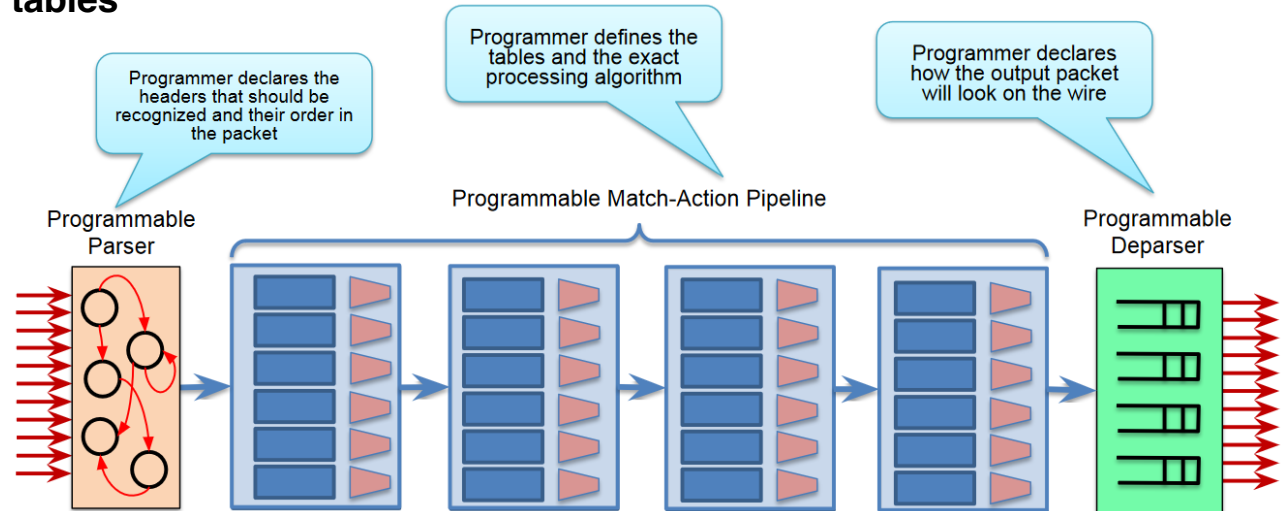 tables
Programmer declares the
headers that should be
recognized and their order in
the packet
Programmer defines the
tables and the exact
processing algorithm
Programmer declares
how the output packet
will look on the wire
Programmable Match-Action Pipeline
Programmable
Parser
Programmable
Deparser